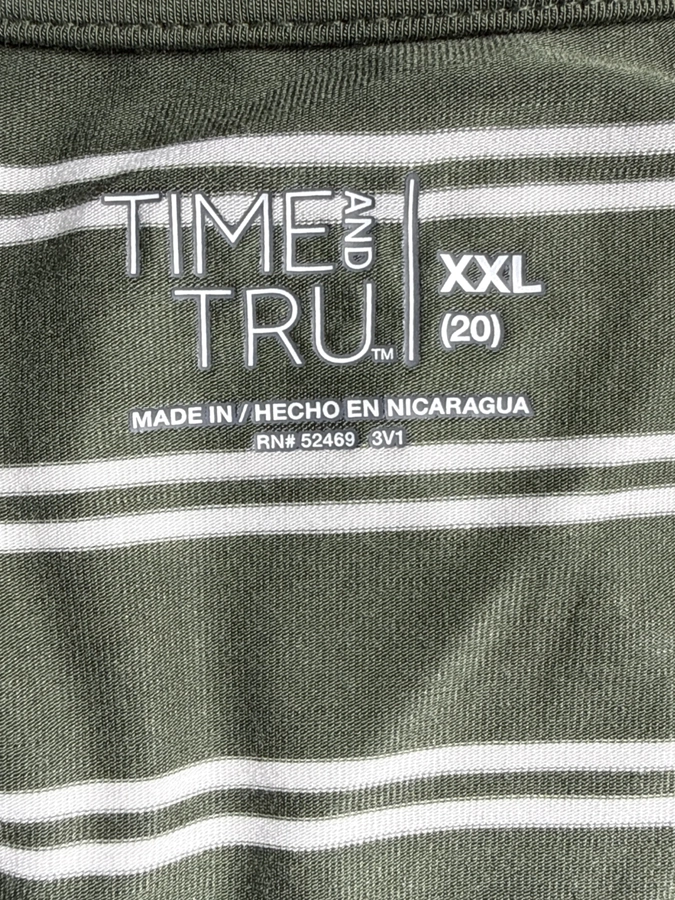 TIME AND
TRU™
XXL
(20)
MADE IN / HECHO EN NICARAGUA
RN# 52469 3V1